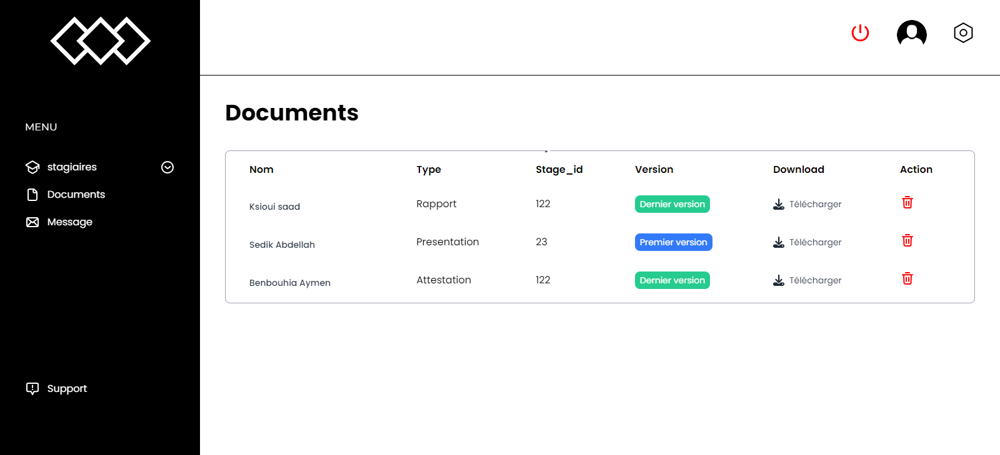 MENU
stagiaires
Documents
Message
Support
Documents
Nom Type Stage_id Version Download Action
Ksioui saad Rapport 122 Dernier version Télécharger
Sedik Abdellah Presentation 23 Premier version Télécharger
Benbouhia Aymen Attestation 122 Dernier version Télécharger